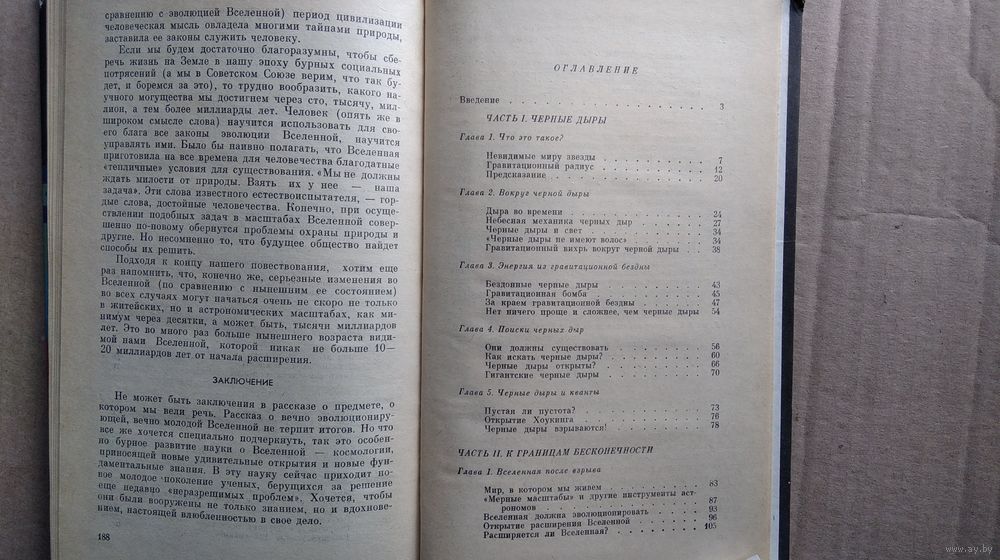 сравнению с эволюцией Вселенной) период цивилизации
человеческая мысль овладела многими тайнами природы,
заставила ее законы служить человеку.
Если мы будем достаточно благоразумны, чтобы сбе-
речь жизнь на Земле в нашу эпоху бурных социальных
потрясений (а мы в Советском Союзе верим, что так бу-
дет, и боремся за это), то трудно вообразить, какого на-
учного могущества мы достигнем через сто, тысячу, мил-
лион, а тем более миллиарды лет. Человек (опять же в
широком смысле слова) научится использовать для сво-
его блага все законы эволюции Вселенной, научится
управлять ими. Было бы наивно полагать, что Вселенная
приготовила на все времена для человечества благодатные
«тепличные» условия для существования. «Мы не должны
ждать милости от природы. Взять их у нее — наша
задача». Эти слова известного естествоиспытателя, — гор-
дые слова, достойные человечества. Конечно, при осуще-
ствлении подобных задач в масштабах Вселенной совер-
шенно по-новому обернутся проблемы охраны природы и
другие. Но несомненно то, что будущее общество найдет
способы их решить.
Подходя к концу нашего повествования, хотим еще
раз напомнить, что, конечно же, серьезные изменения во
Вселенной (по сравнению с нынешним ее состоянием)
во всех случаях могут начаться очень не скоро не только
в житейских, но и астрономических масштабах, как ми-
нимум через десятки, а может быть, тысячи миллиардов
лет. Это во много раз больше нынешнего возраста види-
мой нами Вселенной, которой никак не больше 10—
20 миллиардов лет от начала расширения.
ЗАКЛЮЧЕНИЕ
Не может быть заключения в рассказе о предмете, о
котором мы вели речь. Рассказ о вечно эволюционирую-
щей, вечно молодой Вселенной не терпит итогов. Но что
все же хочется специально подчеркнуть, так это особен-
но бурное развитие науки о Вселенной — космологии,
приносящей новые удивительные открытия и новые фун-
даментальные знания. В эту науку сейчас приходит но-
вое молодое поколение ученых, берущихся за решение
еще недавно «неразрешимых проблем». Хочется, чтобы
они были вооружены не только знанием, но и вдохнове-
нием, настоящей влюбленностью в свое дело.
188
ОГЛАВЛЕНИЕ
Введение . . . . . . . . . . . . . . 3
ЧАСТЬ I. ЧЕРНЫЕ ДЫРЫ
Глава 1. Что это такое?
Невидимые миру звезды . . . . . . . . 7
Гравитационный радиус . . . . . . . . 12
Предсказание . . . . . . . . . . . 20
Глава 2. Вокруг черной дыры
Дыра во времени . . . . . . . . . . 24
Небесная механика черных дыр . . . . . . 27
Черные дыры и свет . . . . . . . . . 34
«Черные дыры не имеют волос» . . . . . . 34
Гравитационный вихрь вокруг черной дыры . . . 38
Глава 3. Энергия из гравитационной бездны
Бездонные черные дыры . . . . . . . . 43
Гравитационная бомба . . . . . . . . 45
За краем гравитационной бездны . . . . . . 47
Нет ничего проще и сложнее, чем черные дыры 54
Глава 4. Поиски черных дыр
Они должны существовать . . . . . . . . 56
Как искать черные дыры? . . . . . . . . 60
Черные дыры открыты? . . . . . . . . 66
Гигантские черные дыры . . . . . . . . 70
Глава 5. Черные дыры и кванты
Пустая ли пустота? . . . . . . . . . 73
Открытие Хоукинга . . . . . . . . . 76
Черные дыры взрываются! . . . . . . . . 78
ЧАСТЬ II. К ГРАНИЦАМ БЕСКОНЕЧНОСТИ
Глава 1. Вселенная после взрыва
Мир, в котором мы живем . . . . . . . . 83
«Мерные масштабы» и другие инструменты аст-
рономов . . . . . . . . . . . . 87
Вселенная должна эволюционировать . . . . . 93
Открытие расширения Вселенной . . . . . . 96
Расширяется ли Вселенная? . . . . . . . 105
www.ay.by